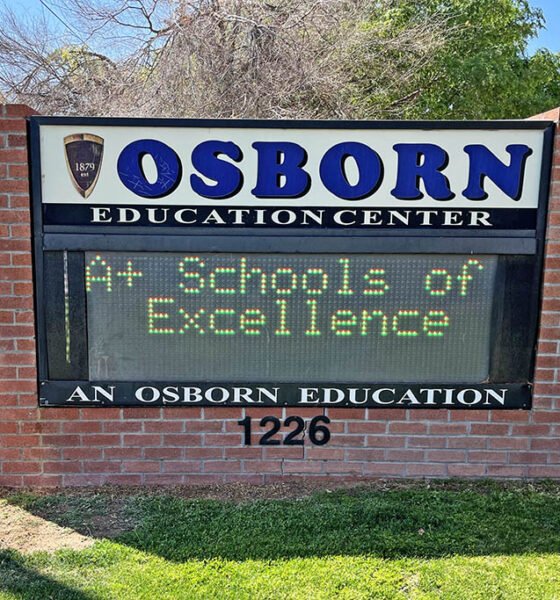 1879
est
OSBORN
EDUCATION CENTER
A+ Schools of
Excellence
AN OSBORN EDUCATION
1226